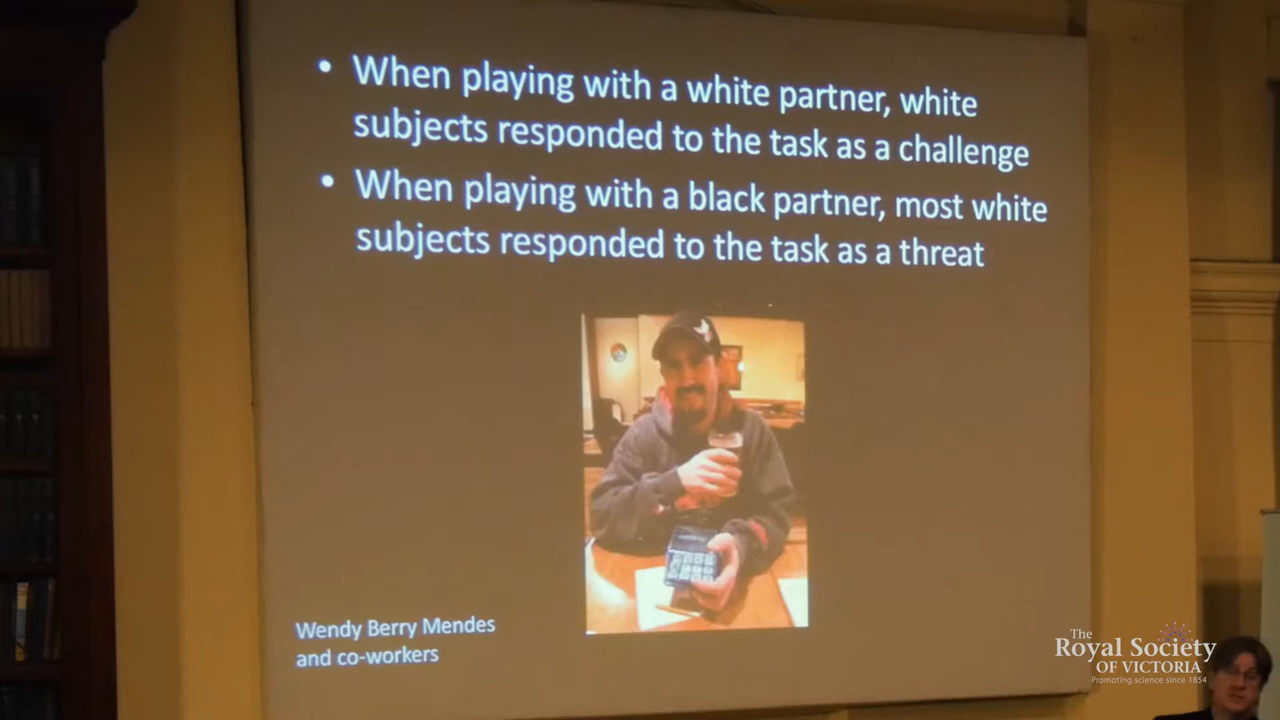 • When playing with a white partner, white
subjects responded to the task as a challenge
• When playing with a black partner, most white
subjects responded to the task as a threat
Wendy Berry Mendes
and co-workers
The
Royal Society
OF VICTORIA
Promoting science since 1854